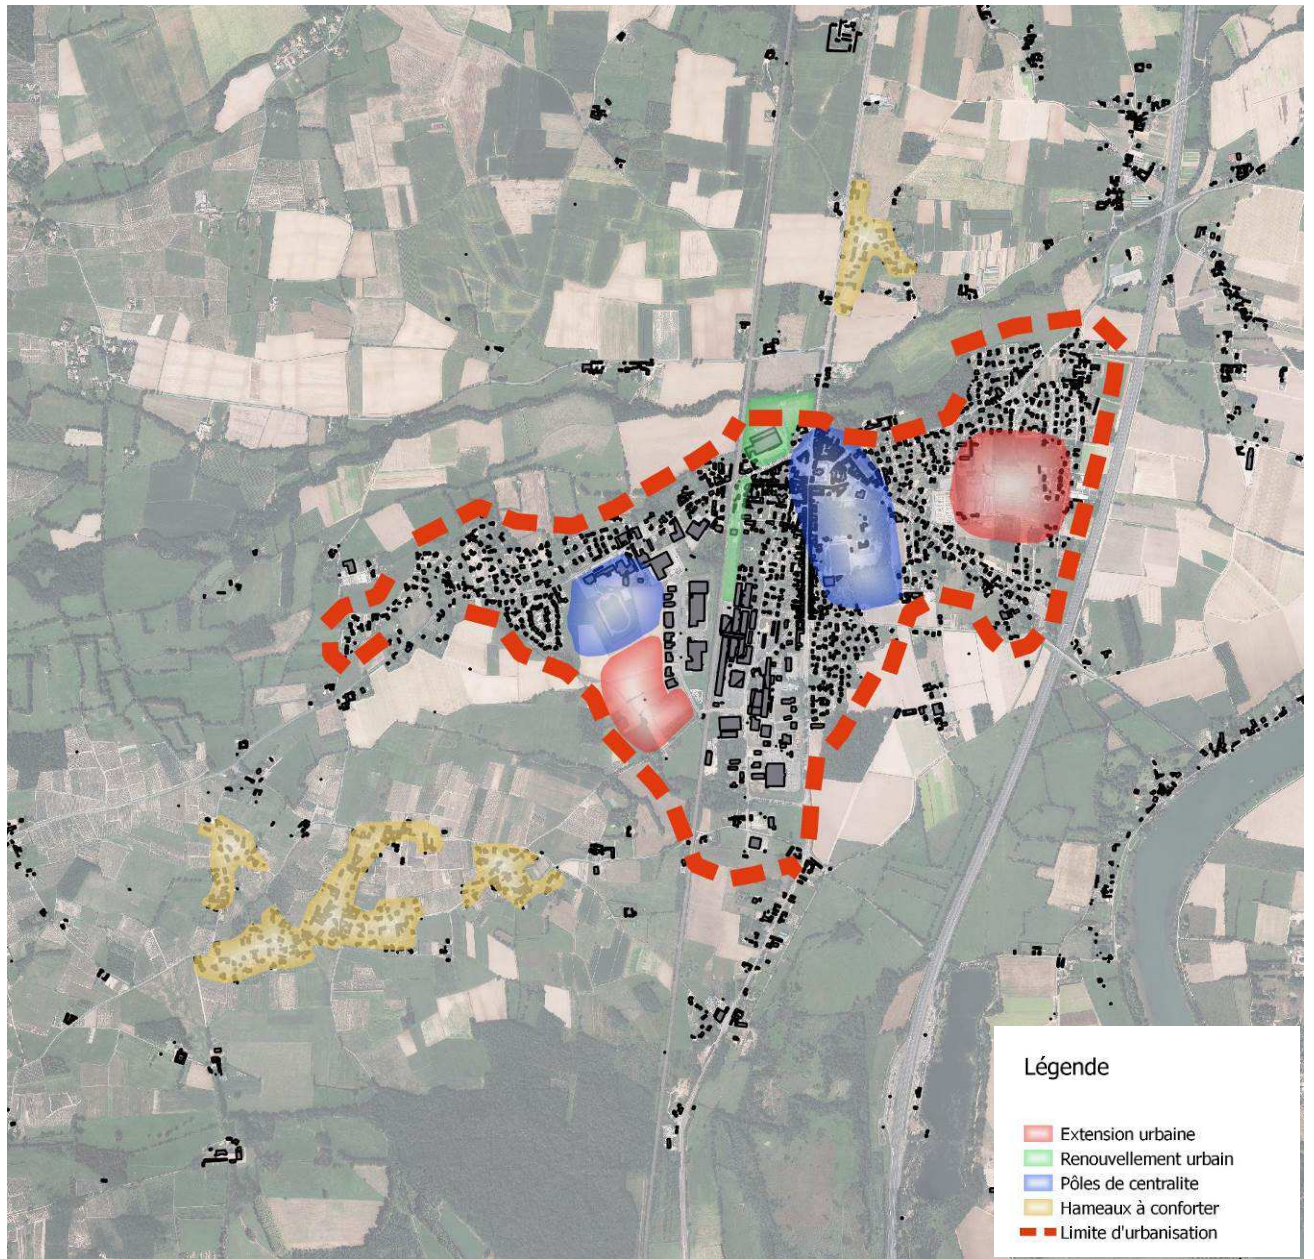 Légende
Extension urbaine
Renouvellement urbain
Pôles de centralite
Hameaux à conforter
Limite d'urbanisation